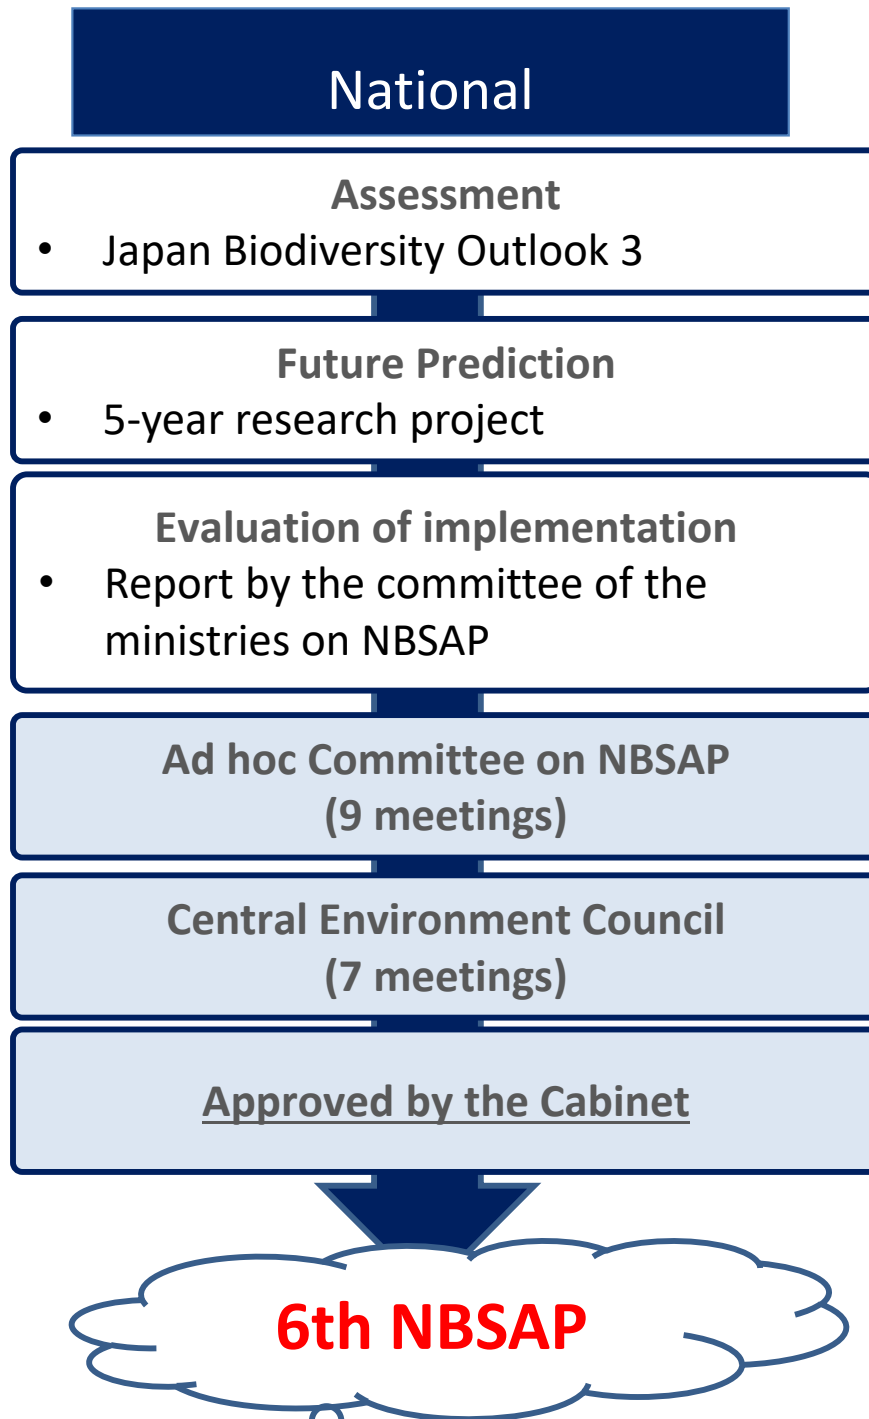 National
Assessment
• Japan Biodiversity Outlook 3
Future Prediction
• 5-year research project
Evaluation of implementation
• Report by the committee of the
ministries on NBSAP
Ad hoc Committee on NBSAP
(9 meetings)
Central Environment Council
(7 meetings)
Approved by the Cabinet
6th NBSAP